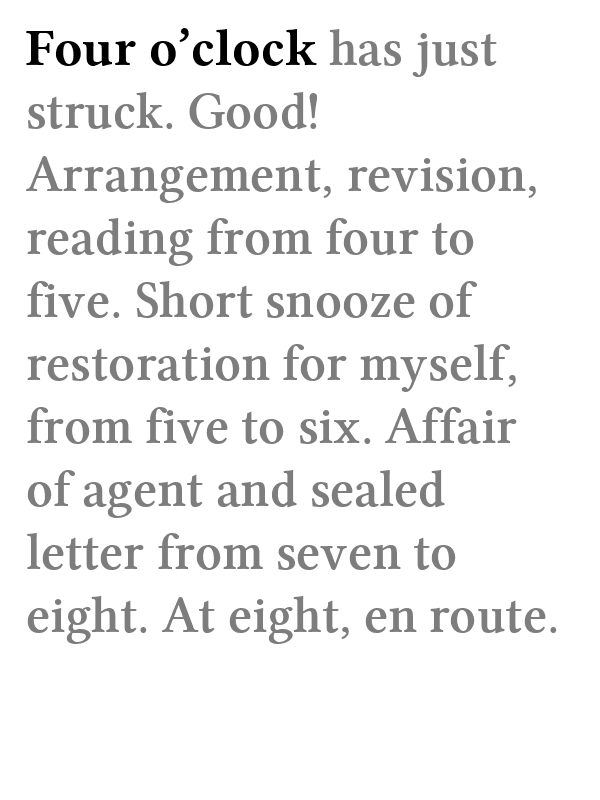 Four o’clock has just
struck. Good!
Arrangement, revision,
reading from four to
five. Short snooze of
restoration for myself,
from five to six. Affair
of agent and sealed
letter from seven to
eight. At eight, en route.